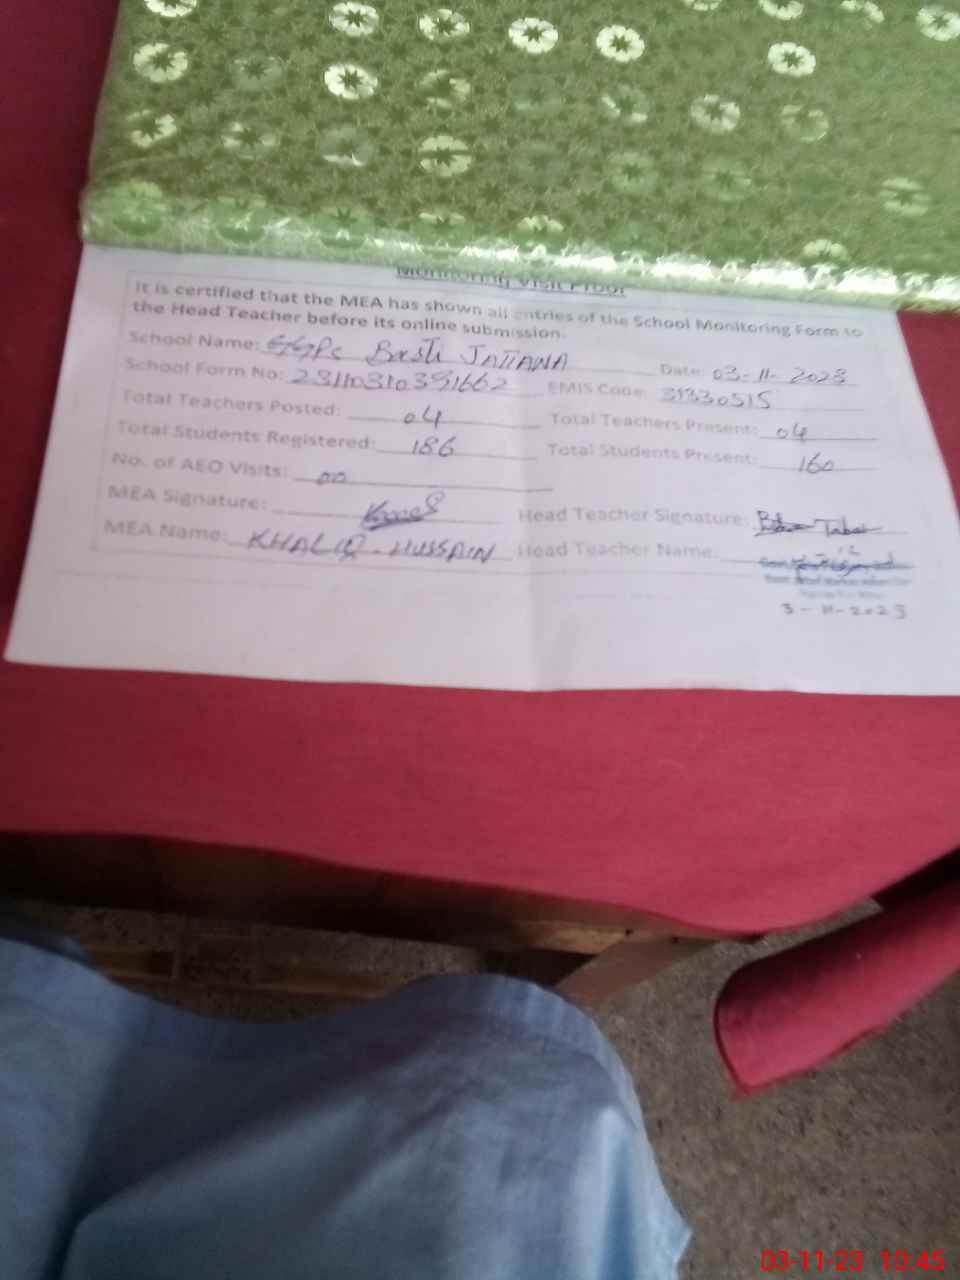 Monitoring Visit Proof
It is certified that the MEA has shown all entries of the School Monitoring Form to
the Head Teacher before its online submission.
School Name: GGPS Basti JATIANA Date: 03-11-2023
School Form No: 23110310391662 EMIS Code: 31330515
Total Teachers Posted: 04 Total Teachers Present: 04
Total Students Registered: 186 Total Students Present: 160
No. of AEO Visits: 00
MEA Signature: Head Teacher Signature:
MEA Name: KHALIQ. HUSSAIN Head Teacher Name:
3-11-2023
03-11-23 10:45